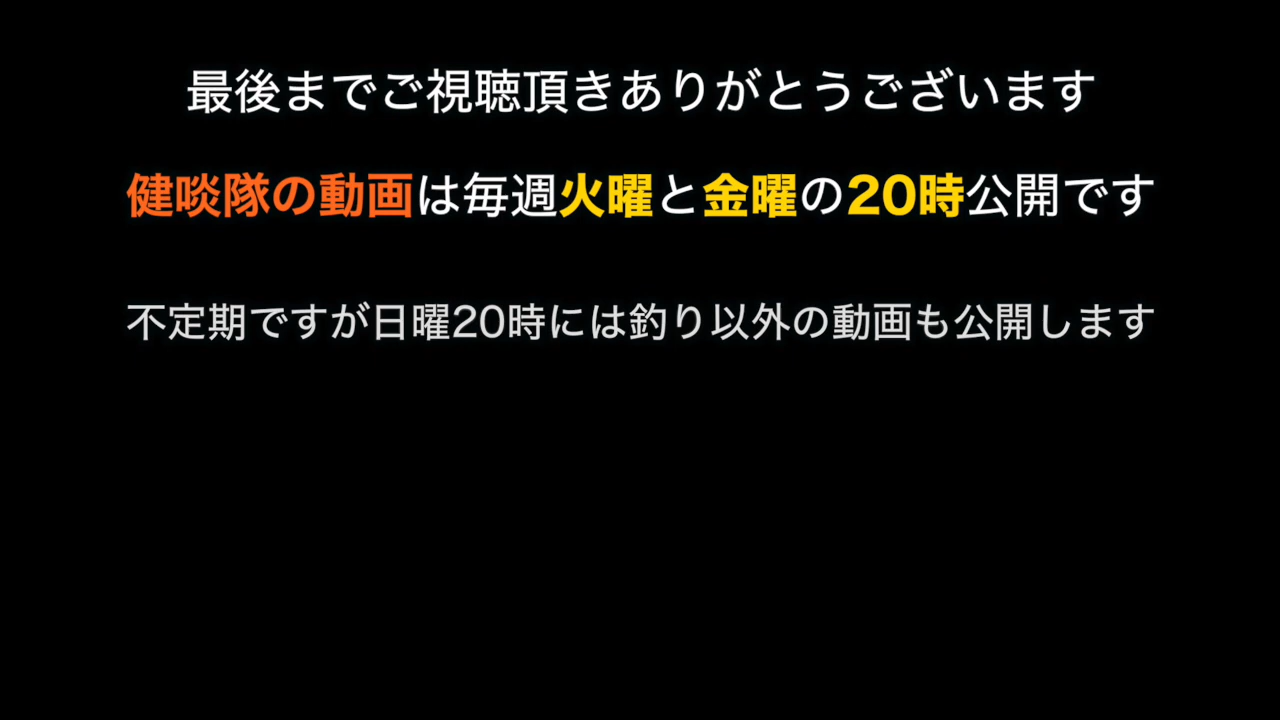 最後までご視聴頂きありがとうございます
健啖隊の動画は毎週火曜と金曜の20時公開です
不定期ですが日曜20時には釣り以外の動画も公開します